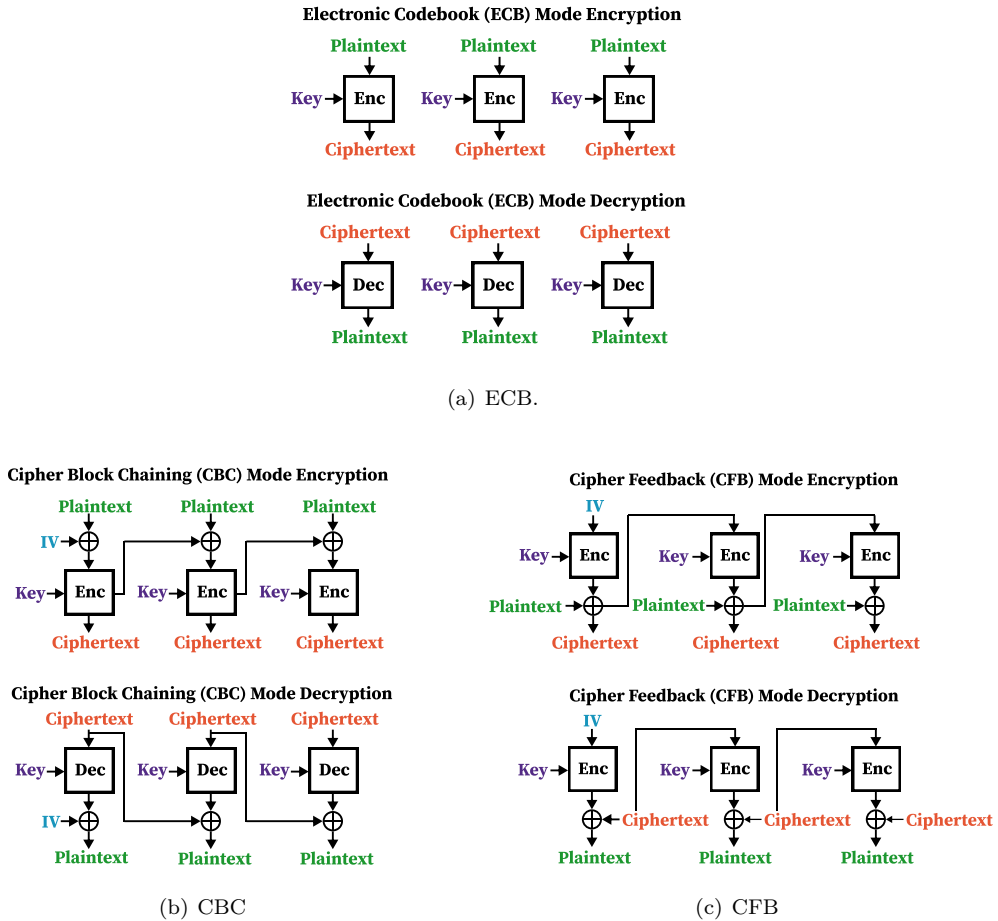 Electronic Codebook (ECB) Mode Encryption
Plaintext Plaintext Plaintext
Key Enc Key Enc Key Enc
Ciphertext Ciphertext Ciphertext
Electronic Codebook (ECB) Mode Decryption
Ciphertext Ciphertext Ciphertext
Key Dec Key Dec Key Dec
Plaintext Plaintext Plaintext
(a) ECB.
Cipher Block Chaining (CBC) Mode Encryption
Plaintext Plaintext Plaintext
IV
Key Enc Key Enc Key Enc
Ciphertext Ciphertext Ciphertext
Cipher Block Chaining (CBC) Mode Decryption
Ciphertext Ciphertext Ciphertext
Key Dec Key Dec Key Dec
IV
Plaintext Plaintext Plaintext
(b) CBC
Cipher Feedback (CFB) Mode Encryption
IV
Key Enc Key Enc Key Enc
Plaintext Plaintext Plaintext
Ciphertext Ciphertext Ciphertext
Cipher Feedback (CFB) Mode Decryption
IV
Key Enc Key Enc Key Enc
Ciphertext Ciphertext Ciphertext
Plaintext Plaintext Plaintext
(c) CFB